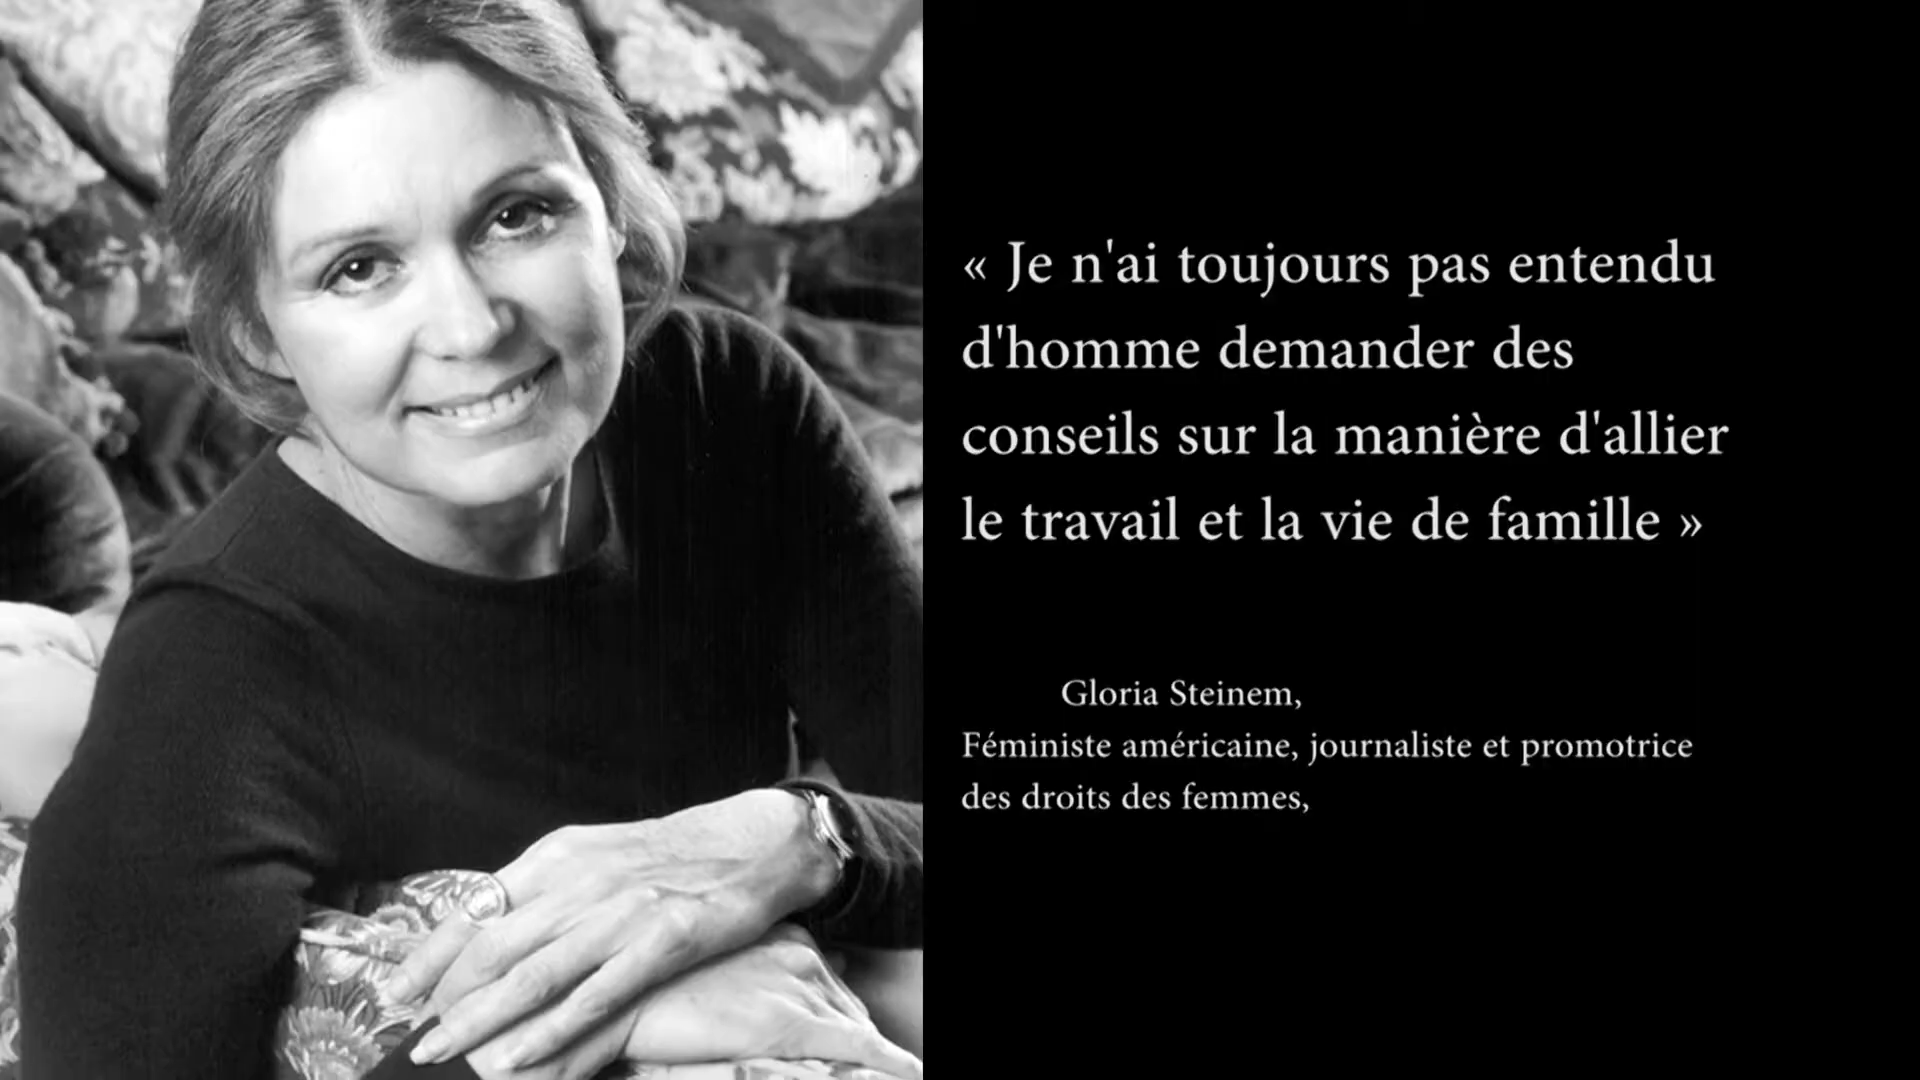 « Je n'ai toujours pas entendu
d'homme demander des
conseils sur la manière d'allier
le travail et la vie de famille »
Gloria Steinem,
Féministe américaine, journaliste et promotrice
des droits des femmes,